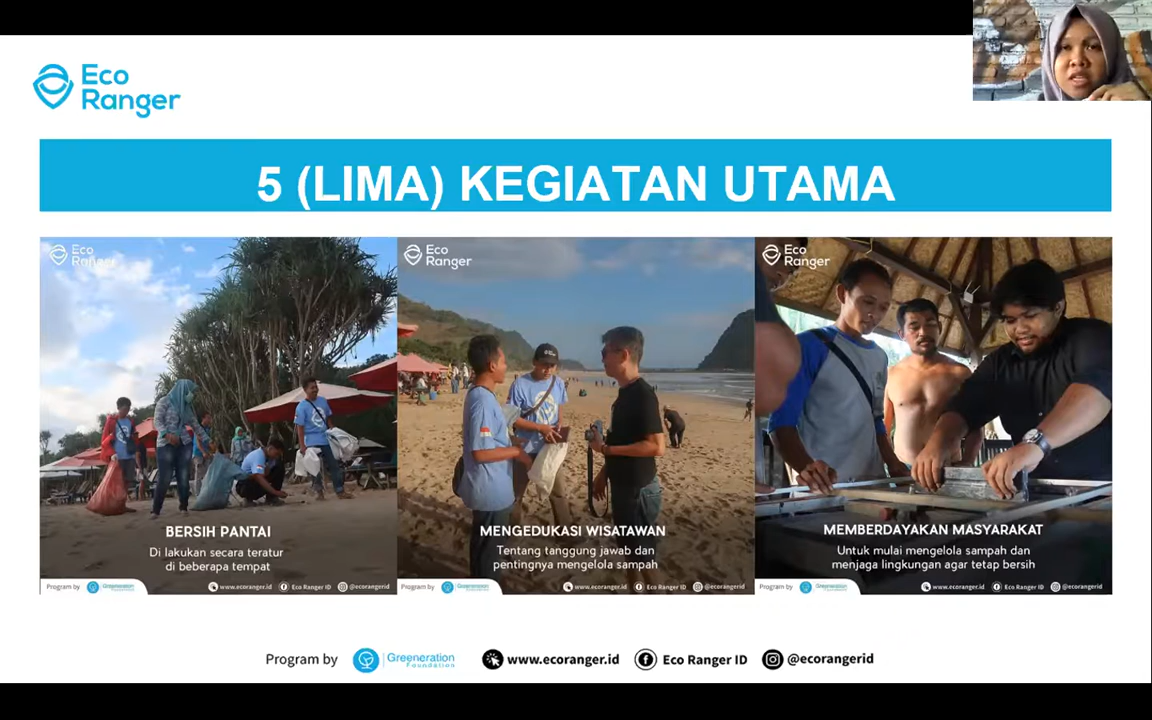 Eco
Ranger
5 (LIMA) KEGIATAN UTAMA
Eco
Ranger
BERSIH PANTAI
Di lakukan secara teratur
di beberapa tempat
Program by
Greeneration
www.ecoranger.id
Eco Ranger ID
@ecorangerid
Eco
Ranger
MENGEDUKASI WISATAWAN
Tentang tanggung jawab dan
pentingnya mengelola sampah
Program by
Greeneration
www.ecoranger.id
Eco Ranger ID
@ecorangerid
Eco
Ranger
MEMBERDAYAKAN MASYARAKAT
Untuk mulai mengelola sampah dan
menjaga lingkungan agar tetap bersih
Program by
Greeneration
www.ecoranger.id
Eco Ranger ID
@ecorangerid
Program by
Greeneration
Foundation
www.ecoranger.id
Eco Ranger ID
@ecorangerid